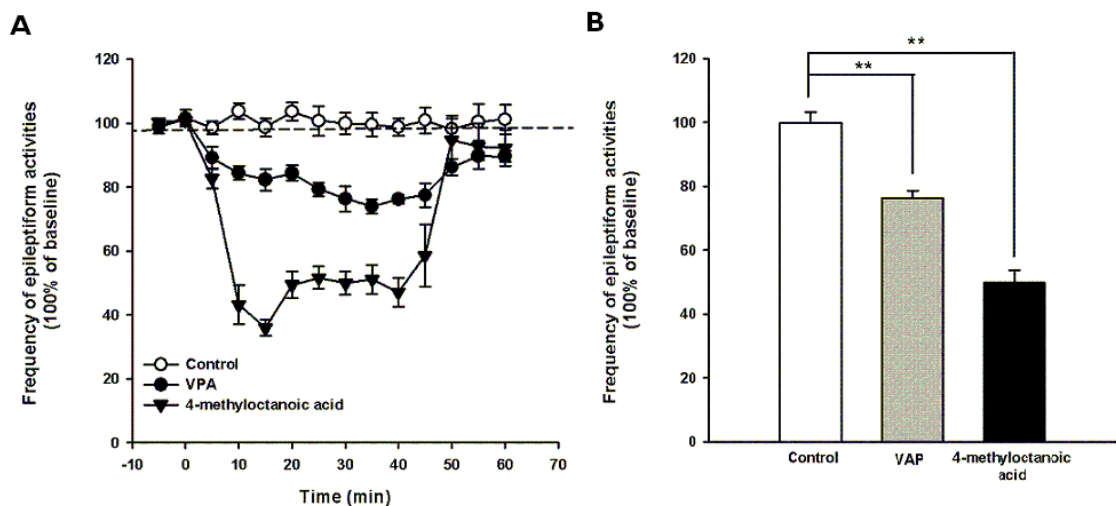 A
Frequency of epileptiform activities
(100% of baseline)
120
100
80
60
40
20
0
Control
VPA
4-methyloctanoic acid
-10 0 10 20 30 40 50 60 70
Time (min)
B
Frequency of epileptiform activities
(100% of baseline)
120
100
80
60
40
20
0
**
**
Control VAP 4-methyloctanoic
acid